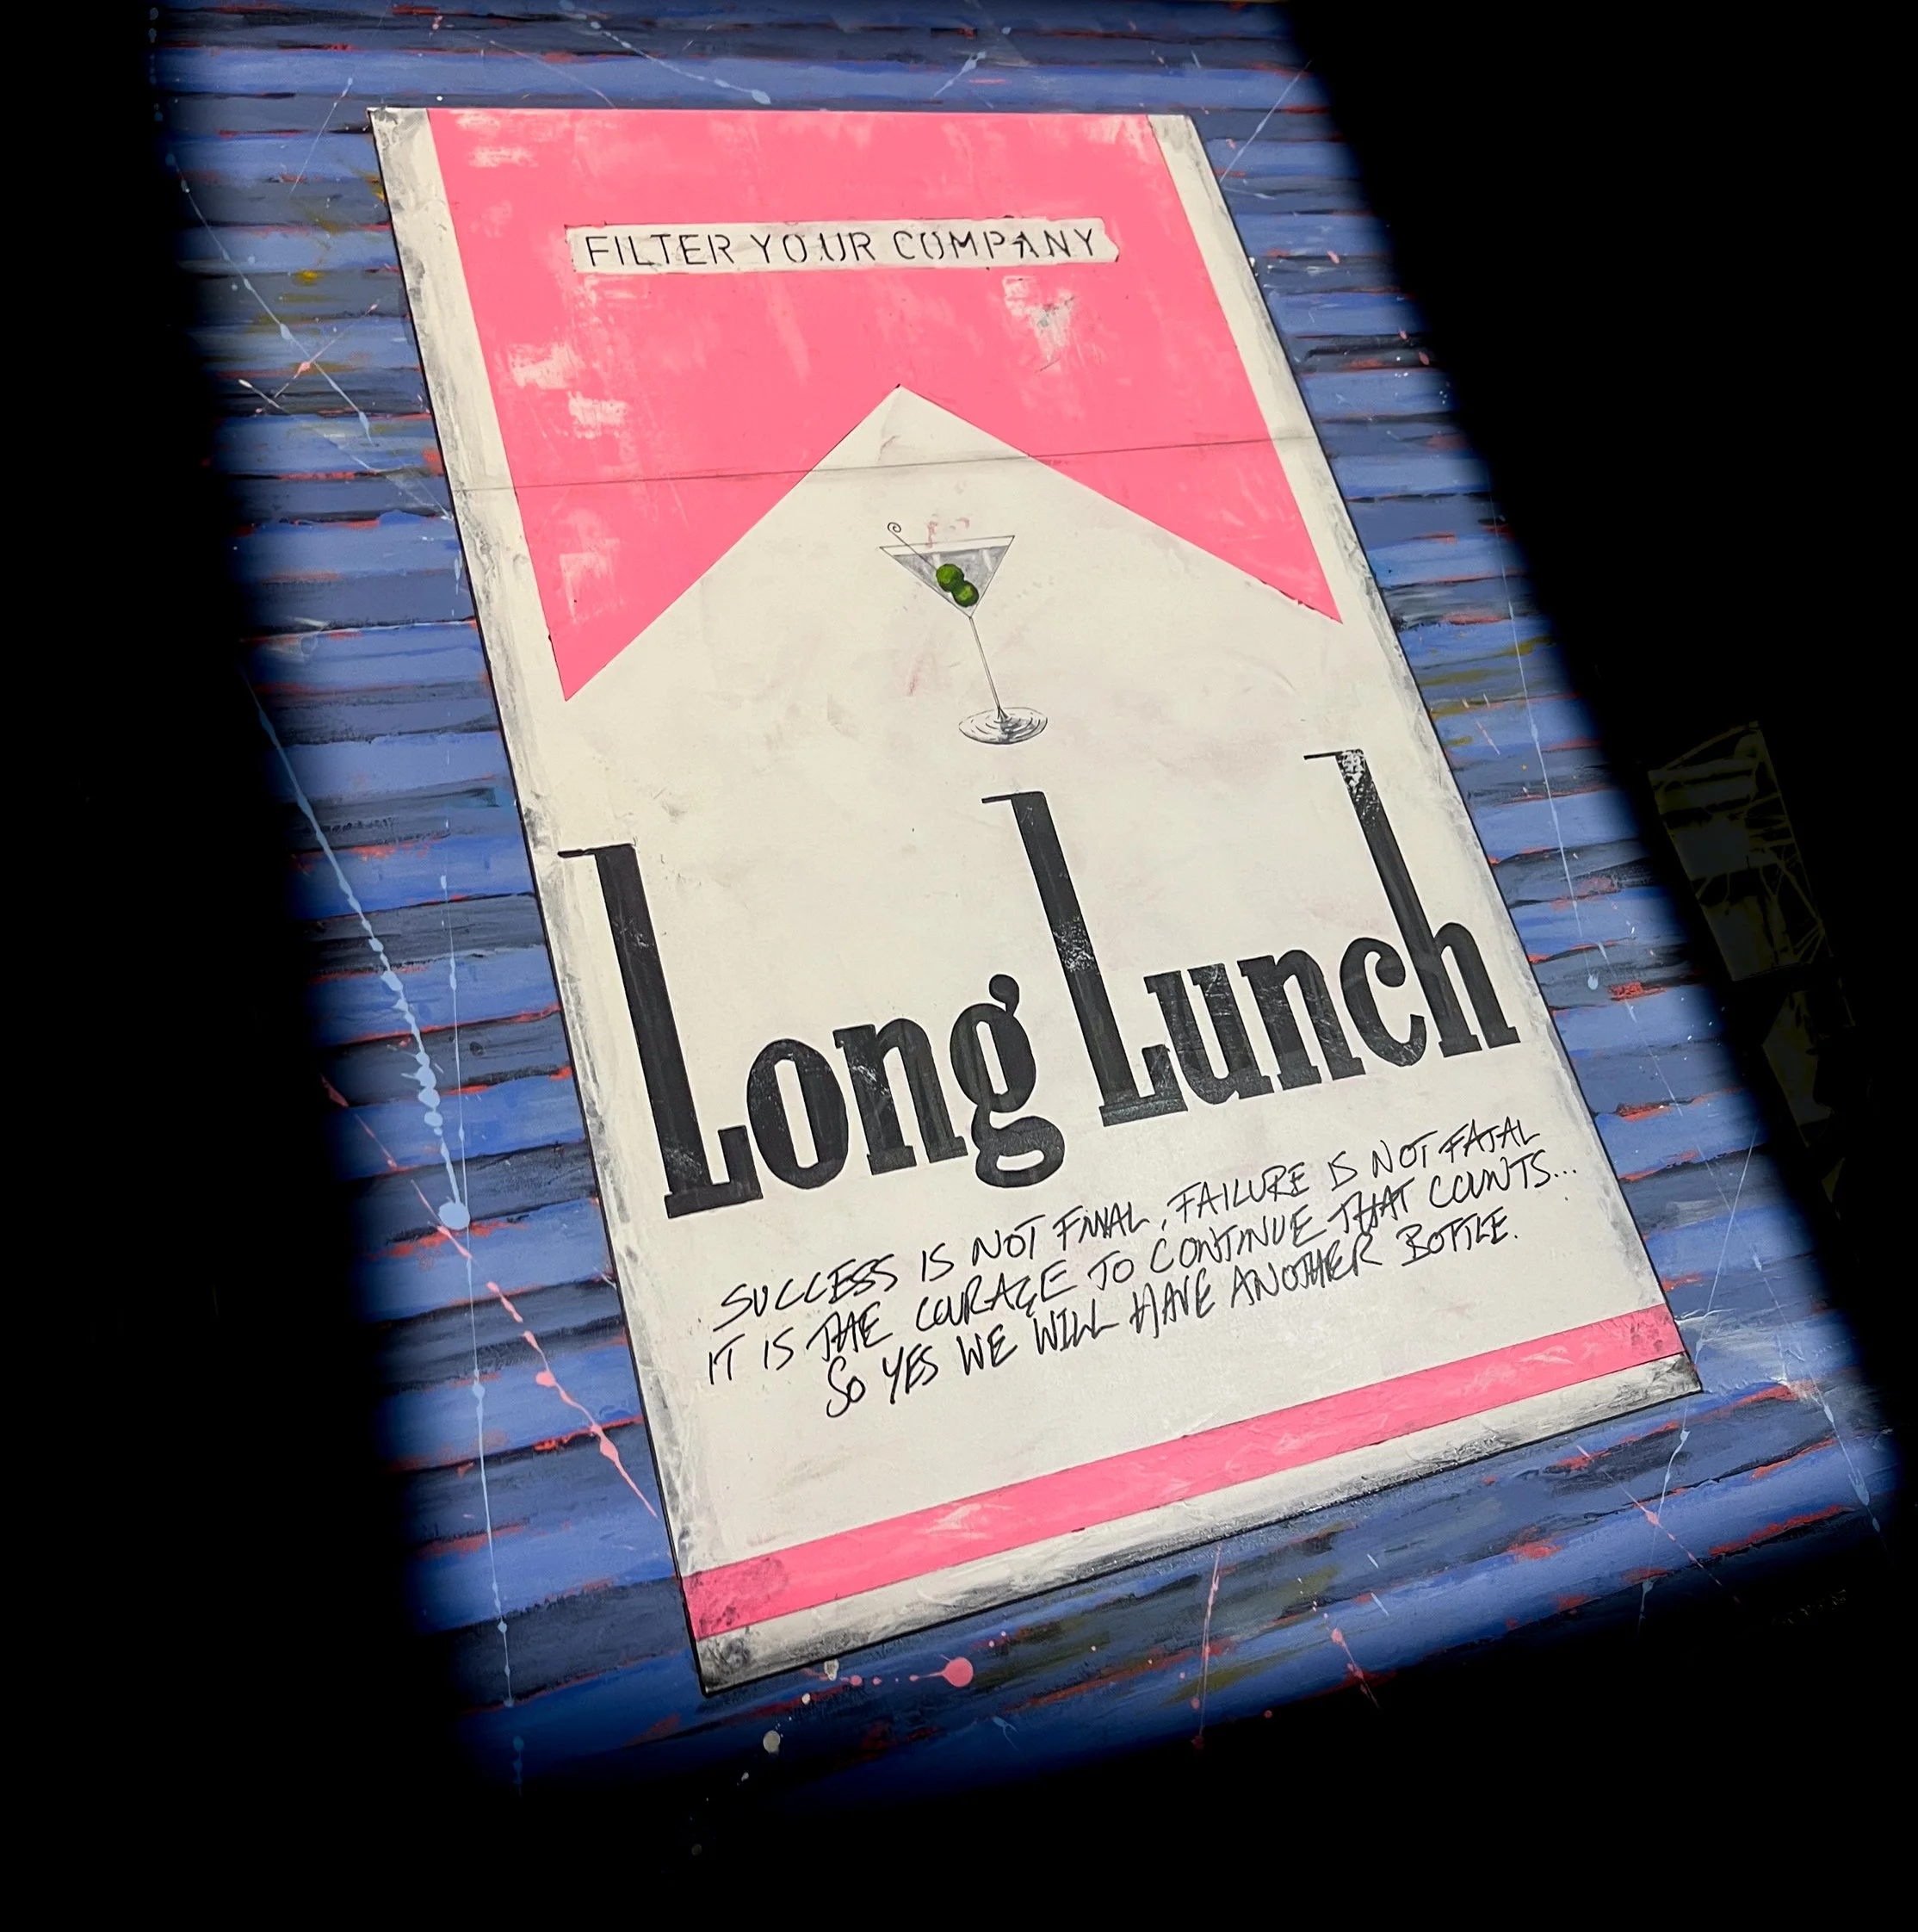 FILTER YOUR COMPANY
Long Lunch
SUCCESS IS NOT FINAL, FAILURE IS NOT FATAL
IT IS THE COURAGE TO CONTINUE THAT COUNTS...
SO YES WE WILL HAVE ANOTHER BOTTLE.